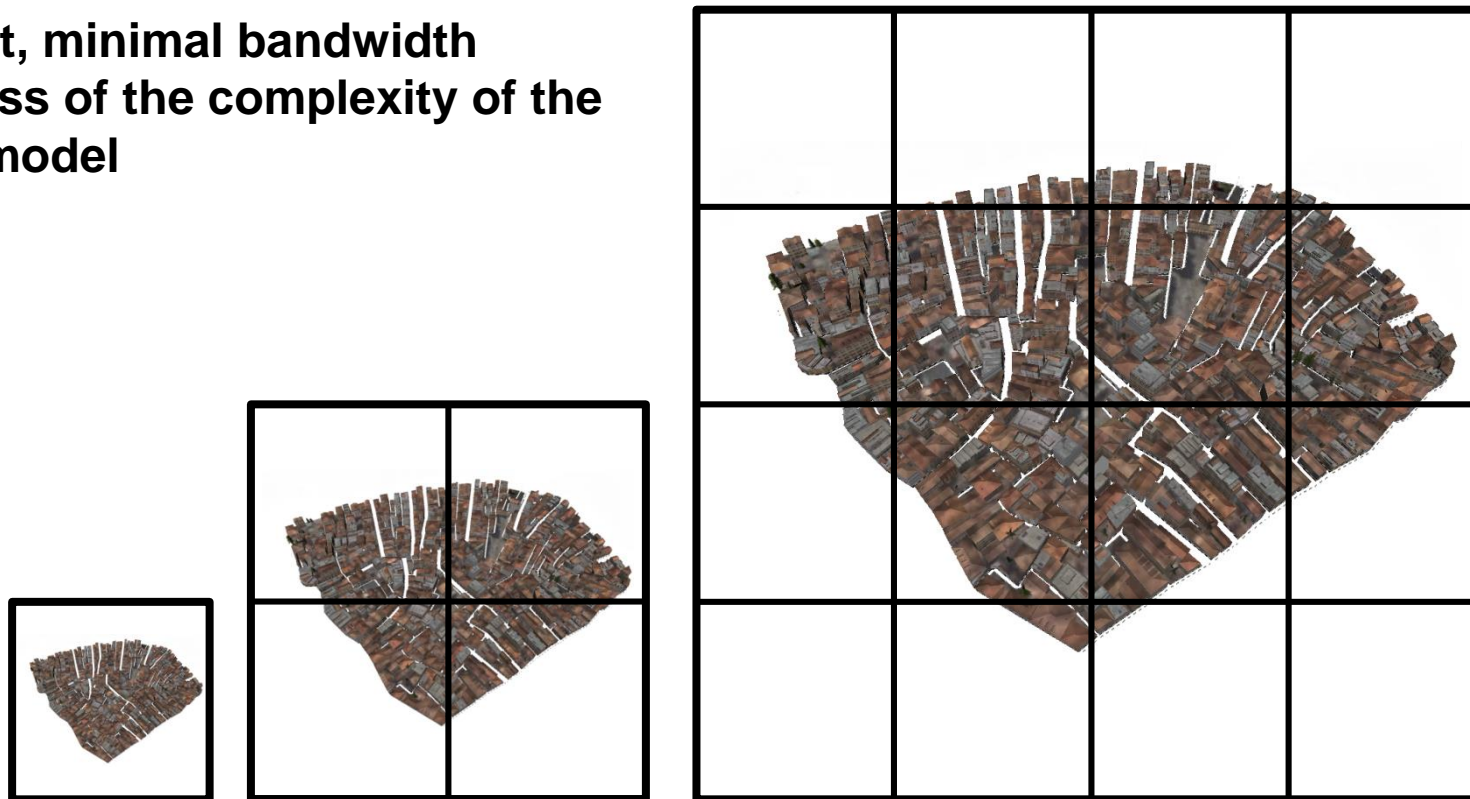 t, minimal bandwidth
ss of the complexity of the
model